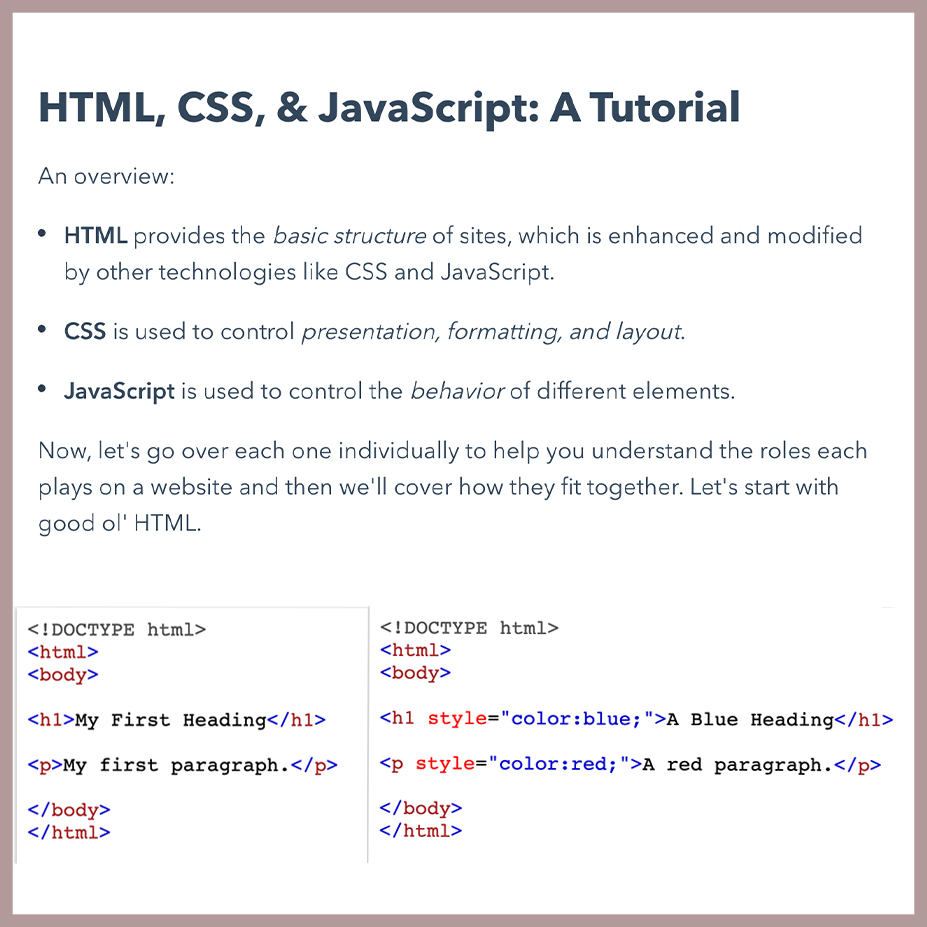 HTML, CSS, & JavaScript: A Tutorial
An overview:
• HTML provides the basic structure of sites, which is enhanced and modified
by other technologies like CSS and JavaScript.
• CSS is used to control presentation, formatting, and layout.
• JavaScript is used to control the behavior of different elements.
Now, let's go over each one individually to help you understand the roles each
plays on a website and then we'll cover how they fit together. Let's start with
good ol' HTML.
<!DOCTYPE html>
<html>
<body>
<h1>My First Heading</h1>
<p>My first paragraph.</p>
</body>
</html>
<!DOCTYPE html>
<html>
<body>
<h1 style="color:blue;">A Blue Heading</h1>
<p style="color:red;">A red paragraph.</p>
</body>
</html>